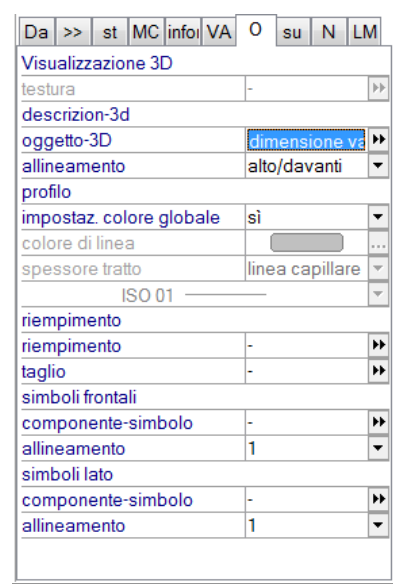 Da >> st MC infor VA O su N LM
Visualizzazione 3D
testura -
descrizion-3d
oggetto-3D dimensione va
allineamento alto/davanti
profilo
impostaz. colore globale sì
colore di linea ...
spessore tratto linea capillare
ISO 01
riempimento
riempimento -
taglio -
simboli frontali
componente-simbolo -
allineamento 1
simboli lato
componente-simbolo -
allineamento 1